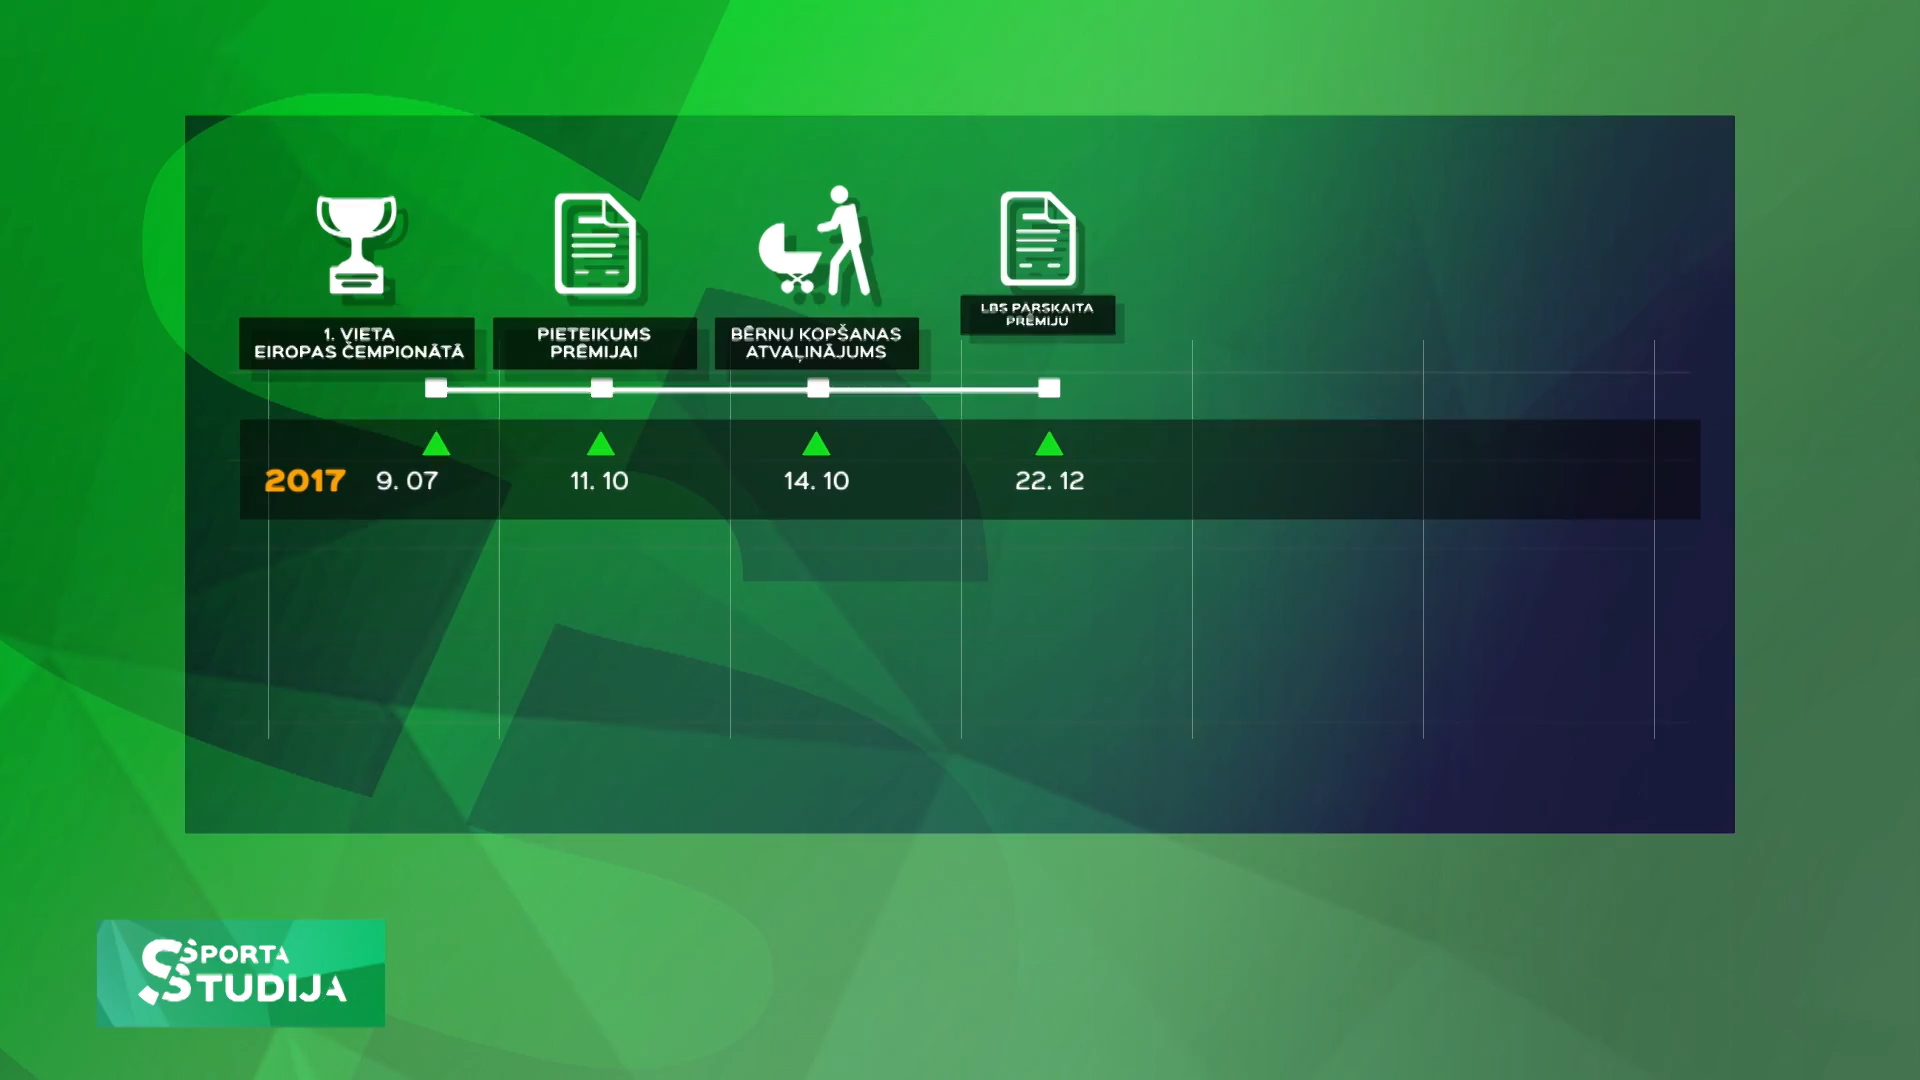 1. VIETA
EIROPAS ČEMPIONĀTĀ
PIETEIKUMS
PRĒMIJAI
BĒRNU KOPŠANAS
ATVAĻINĀJUMS
LBS PĀRSKAITA
PRĒMIJU
2017 9. 07 11. 10 14. 10 22. 12
SPORTA
STUDIJA